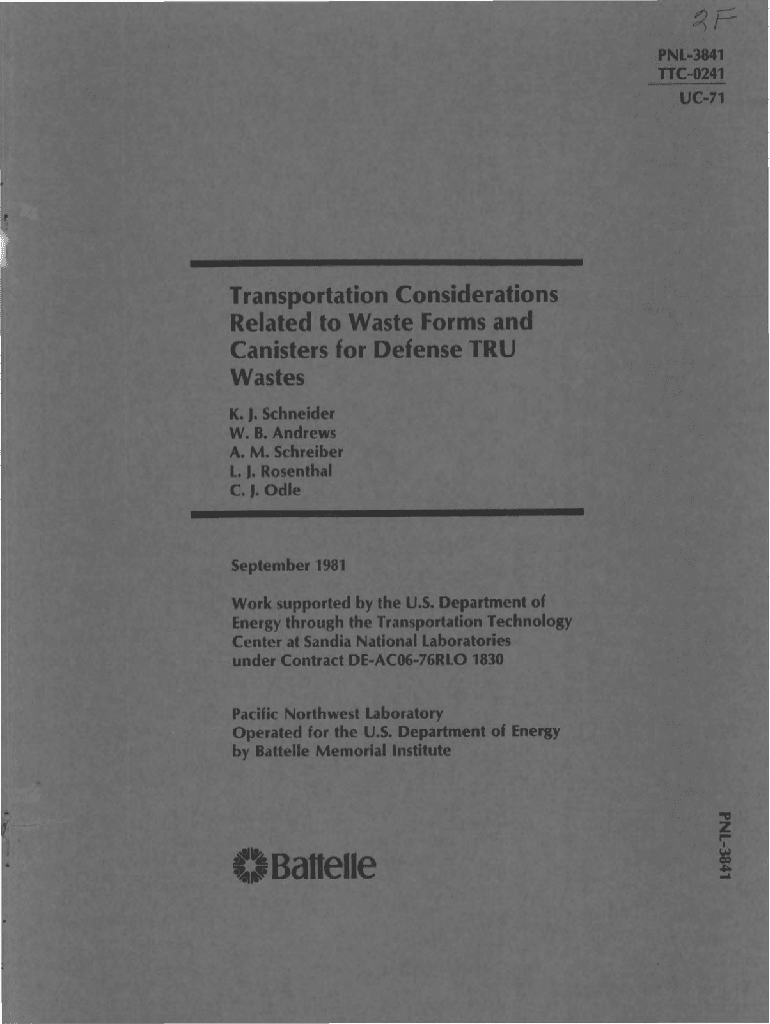 2F
PNL-3841
TTC-0241
UC-71
Transportation Considerations
Related to Waste Forms and
Canisters for Defense TRU
Wastes
K. J. Schneider
W. B. Andrews
A. M. Schreiber
L. J. Rosenthal
C. J. Odle
September 1981
Work supported by the U.S. Department of
Energy through the Transportation Technology
Center at Sandia National Laboratories
under Contract DE-AC06-76RLO 1830
Pacific Northwest Laboratory
Operated for the U.S. Department of Energy
by Battelle Memorial Institute
PNL-3841
Battelle